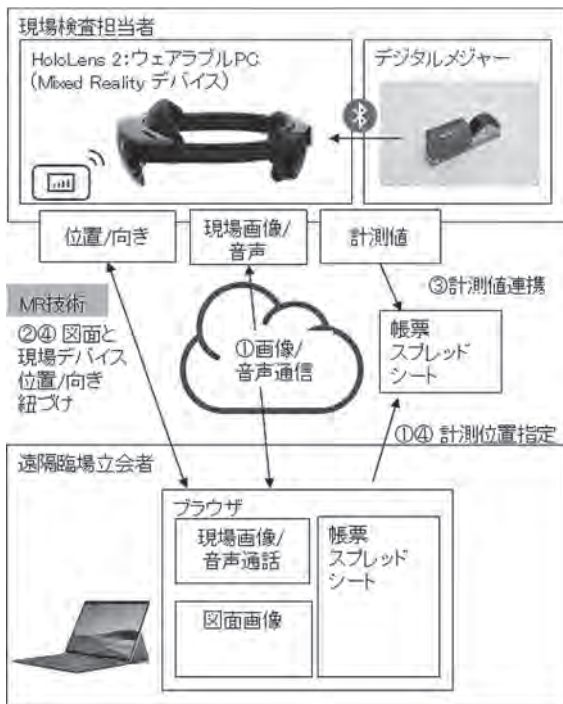 現場検査担当者
HoloLens 2:ウェアラブルPC
(Mixed Reality デバイス)
デジタルメジャー
位置/向き
現場画像/
音声
計測値
MR技術
②④ 図面と
現場デバイス
位置/向き
紐づけ
①画像/
音声通信
③計測値連携
帳票
スプレッド
シート
①④ 計測位置指定
遠隔臨場立会者
ブラウザ
現場画像/
音声通話
図面画像
帳票
スプレッド
シート